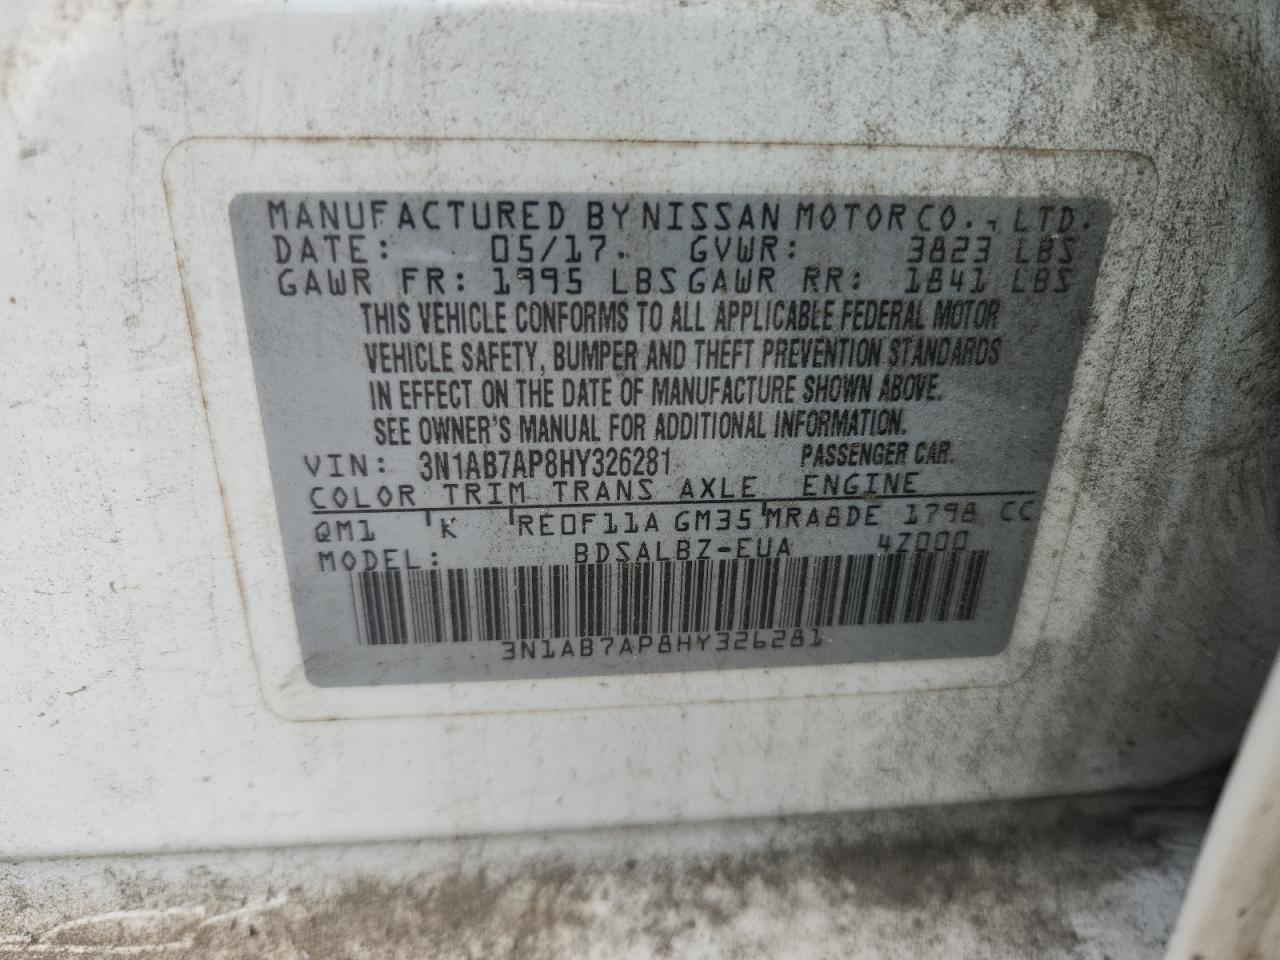 MANUFACTURED BY NISSAN MOTOR CO., LTD.
DATE: 05/17. GVWR: 3823 LBS
GAWR FR: 1995 LBS GAWR RR: 1841 LBS
THIS VEHICLE CONFORMS TO ALL APPLICABLE FEDERAL MOTOR
VEHICLE SAFETY, BUMPER AND THEFT PREVENTION STANDARDS
IN EFFECT ON THE DATE OF MANUFACTURE SHOWN ABOVE.
SEE OWNER'S MANUAL FOR ADDITIONAL INFORMATION.
VIN: 3N1AB7AP8HY326281 PASSENGER CAR.
COLOR TRIM TRANS AXLE ENGINE
QM1 K RE0F11A GM35 MRA8DE 1798 CC
MODEL: BDSALBZ-EUA 4Z000
3N1AB7AP8HY326281